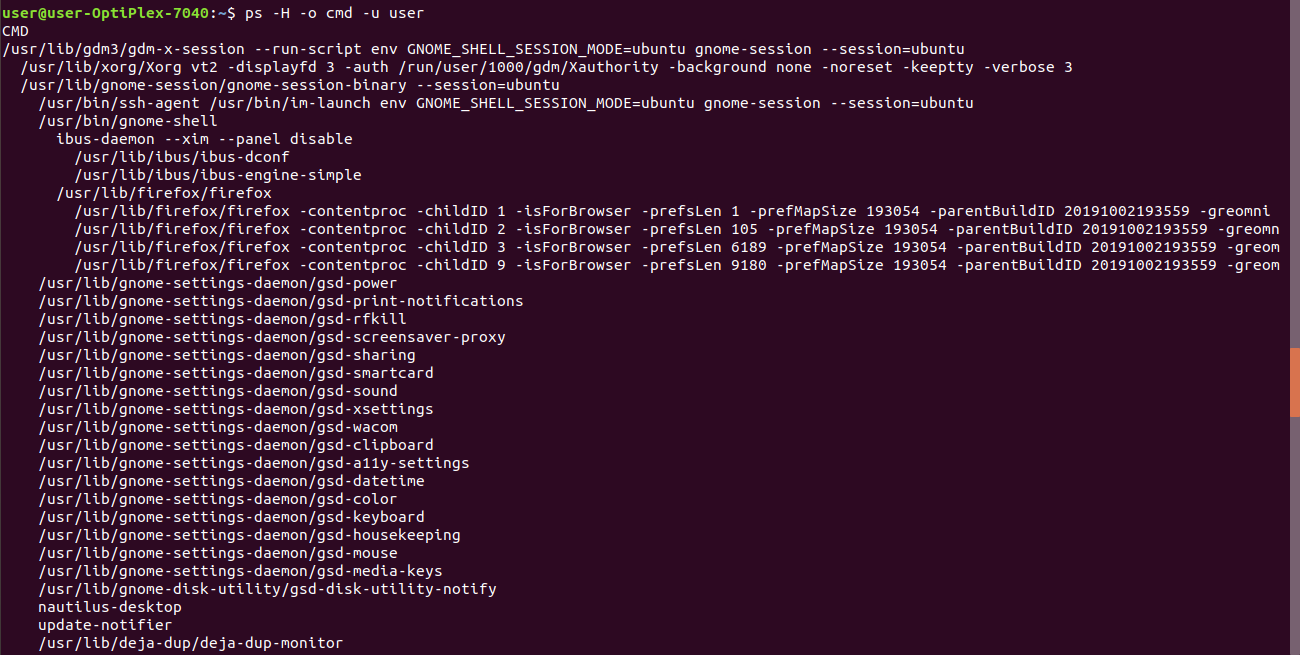 user@user-OptiPlex-7040:~$ ps -H -o cmd -u user
CMD
/usr/lib/gdm3/gdm-x-session --run-script env GNOME_SHELL_SESSION_MODE=ubuntu gnome-session --session=ubuntu
  /usr/lib/xorg/Xorg vt2 -displayfd 3 -auth /run/user/1000/gdm/Xauthority -background none -noreset -keeptty -verbose 3
  /usr/lib/gnome-session/gnome-session-binary --session=ubuntu
    /usr/bin/ssh-agent /usr/bin/im-launch env GNOME_SHELL_SESSION_MODE=ubuntu gnome-session --session=ubuntu
    /usr/bin/gnome-shell
      ibus-daemon --xim --panel disable
        /usr/lib/ibus/ibus-dconf
        /usr/lib/ibus/ibus-engine-simple
      /usr/lib/firefox/firefox
        /usr/lib/firefox/firefox -contentproc -childID 1 -isForBrowser -prefsLen 1 -prefMapSize 193054 -parentBuildID 20191002193559 -greomni
        /usr/lib/firefox/firefox -contentproc -childID 2 -isForBrowser -prefsLen 105 -prefMapSize 193054 -parentBuildID 20191002193559 -greomn
        /usr/lib/firefox/firefox -contentproc -childID 3 -isForBrowser -prefsLen 6189 -prefMapSize 193054 -parentBuildID 20191002193559 -greom
        /usr/lib/firefox/firefox -contentproc -childID 9 -isForBrowser -prefsLen 9180 -prefMapSize 193054 -parentBuildID 20191002193559 -greom
    /usr/lib/gnome-settings-daemon/gsd-power
    /usr/lib/gnome-settings-daemon/gsd-print-notifications
    /usr/lib/gnome-settings-daemon/gsd-rfkill
    /usr/lib/gnome-settings-daemon/gsd-screensaver-proxy
    /usr/lib/gnome-settings-daemon/gsd-sharing
    /usr/lib/gnome-settings-daemon/gsd-smartcard
    /usr/lib/gnome-settings-daemon/gsd-sound
    /usr/lib/gnome-settings-daemon/gsd-xsettings
    /usr/lib/gnome-settings-daemon/gsd-wacom
    /usr/lib/gnome-settings-daemon/gsd-clipboard
    /usr/lib/gnome-settings-daemon/gsd-a11y-settings
    /usr/lib/gnome-settings-daemon/gsd-datetime
    /usr/lib/gnome-settings-daemon/gsd-color
    /usr/lib/gnome-settings-daemon/gsd-keyboard
    /usr/lib/gnome-settings-daemon/gsd-housekeeping
    /usr/lib/gnome-settings-daemon/gsd-mouse
    /usr/lib/gnome-settings-daemon/gsd-media-keys
    /usr/lib/gnome-disk-utility/gsd-disk-utility-notify
    nautilus-desktop
    update-notifier
    /usr/lib/deja-dup/deja-dup-monitor